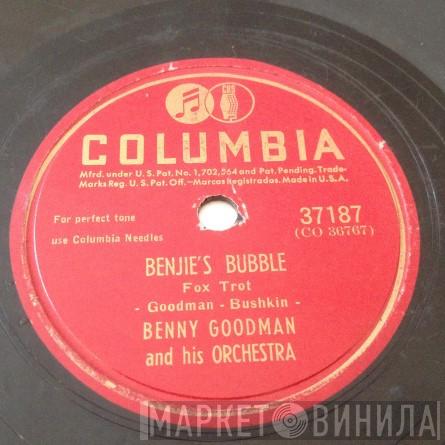 CBS
COLUMBIA
Mfrd. under U. S. Pat. No. 1,702,564 and Pat. Pending. Trade-
Marks Reg. U. S. Pat. Off.—Marcas Registradas. Made in U.S.A.
For perfect tone
use Columbia Needles
37187
(CO 36767)
BENJIE'S BUBBLE
Fox Trot
- Goodman - Bushkin -
BENNY GOODMAN
and his ORCHESTRA
МАРКЕТ ВИНИЛА